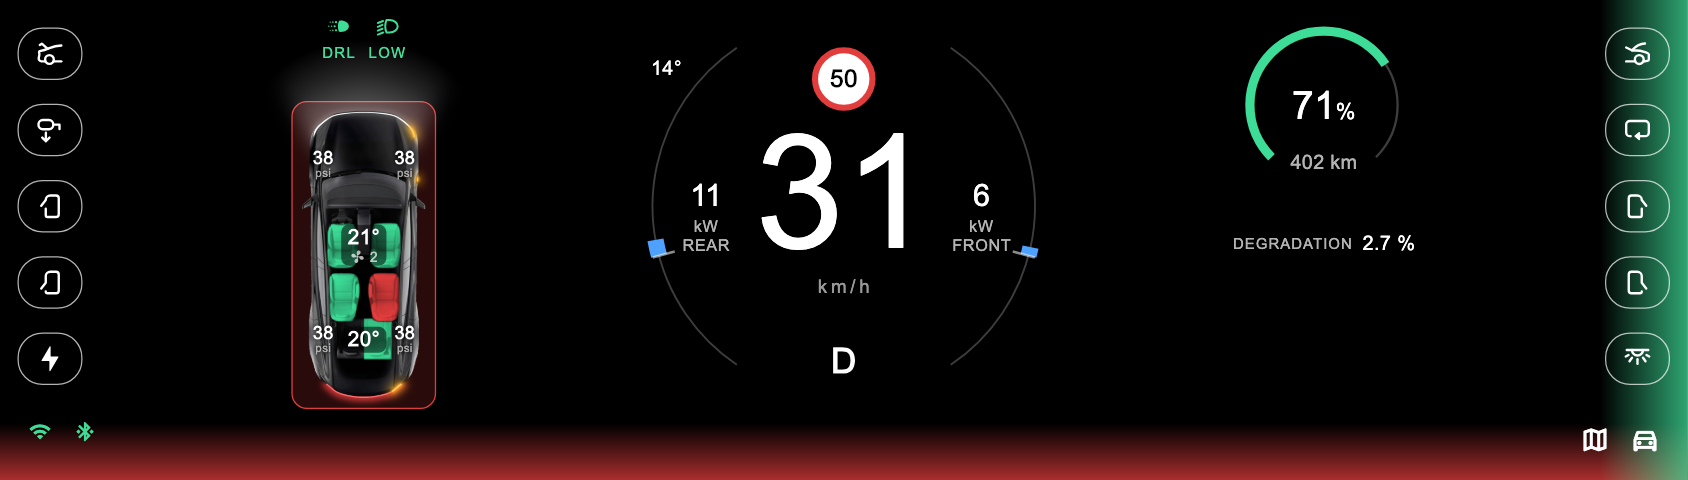 DRL LOW
14°
50
38 psi
38 psi
21°
2
20°
38 psi
38 psi
11
kW
REAR
31
km/h
6
kW
FRONT
D
71%
402 km
DEGRADATION 2.7 %